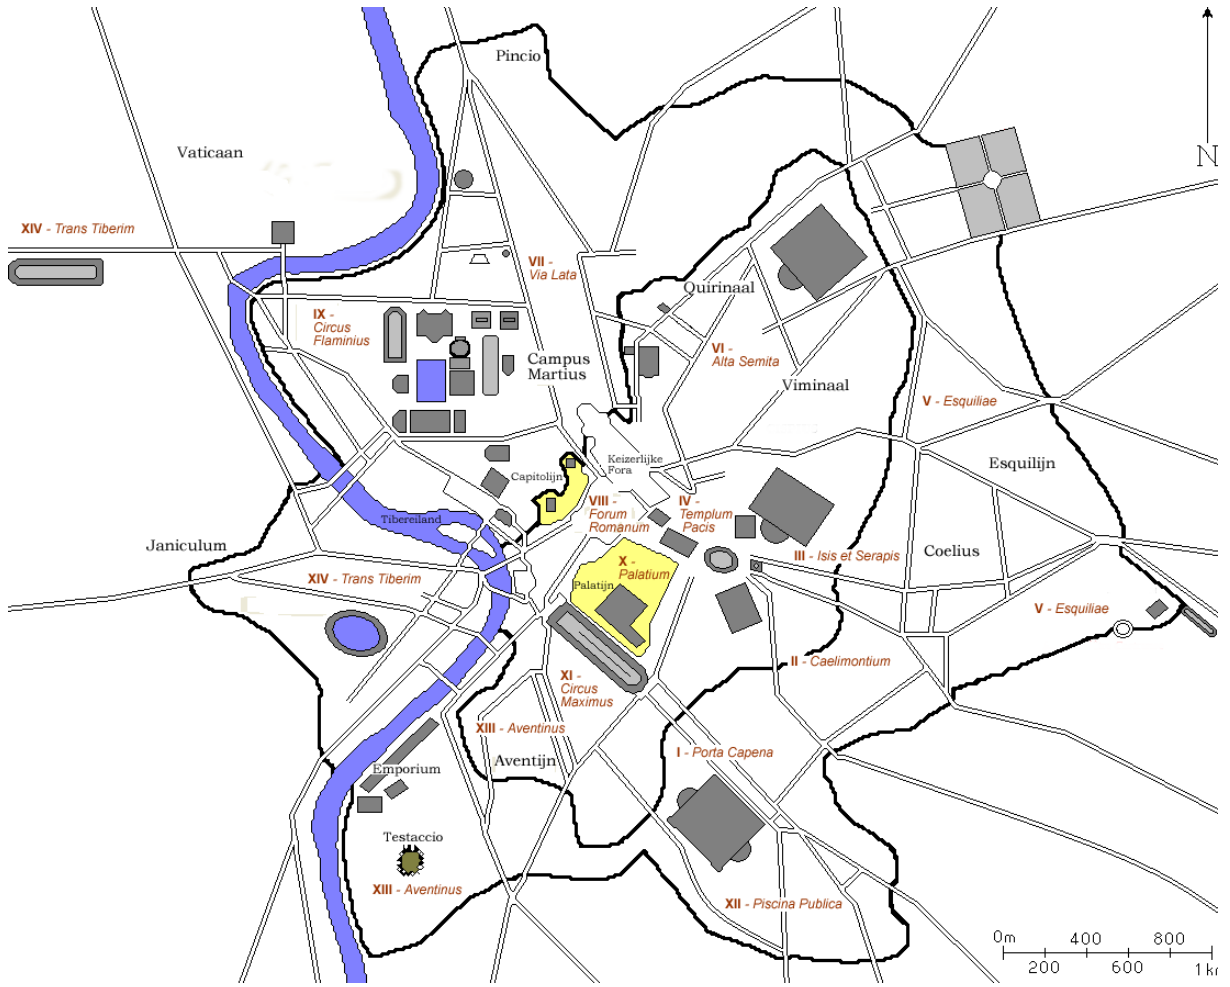 Pincio
Vaticaan
N
XIV - Trans Tiberim
VII -
Via Lata
Quirinaal
IX -
Circus
Flaminius
VI -
Alta Semita
Campus
Martius
Viminaal
V - Esquiliae
Keizerlijke
Fora
Esquilijn
Capitolijn
VIII -
Forum
Romanum
IV -
Templum
Pacis
Tibereiland
Janiculum
III - Isis et Serapis
Coelius
X -
Palatium
XIV - Trans Tiberim
Palatijn
V - Esquiliae
II - Caelimontium
XI -
Circus
Maximus
XIII - Aventinus
I - Porta Capena
Aventijn
Emporium
Testaccio
XIII - Aventinus
XII - Piscina Publica
0m 400 800
200 600 1km